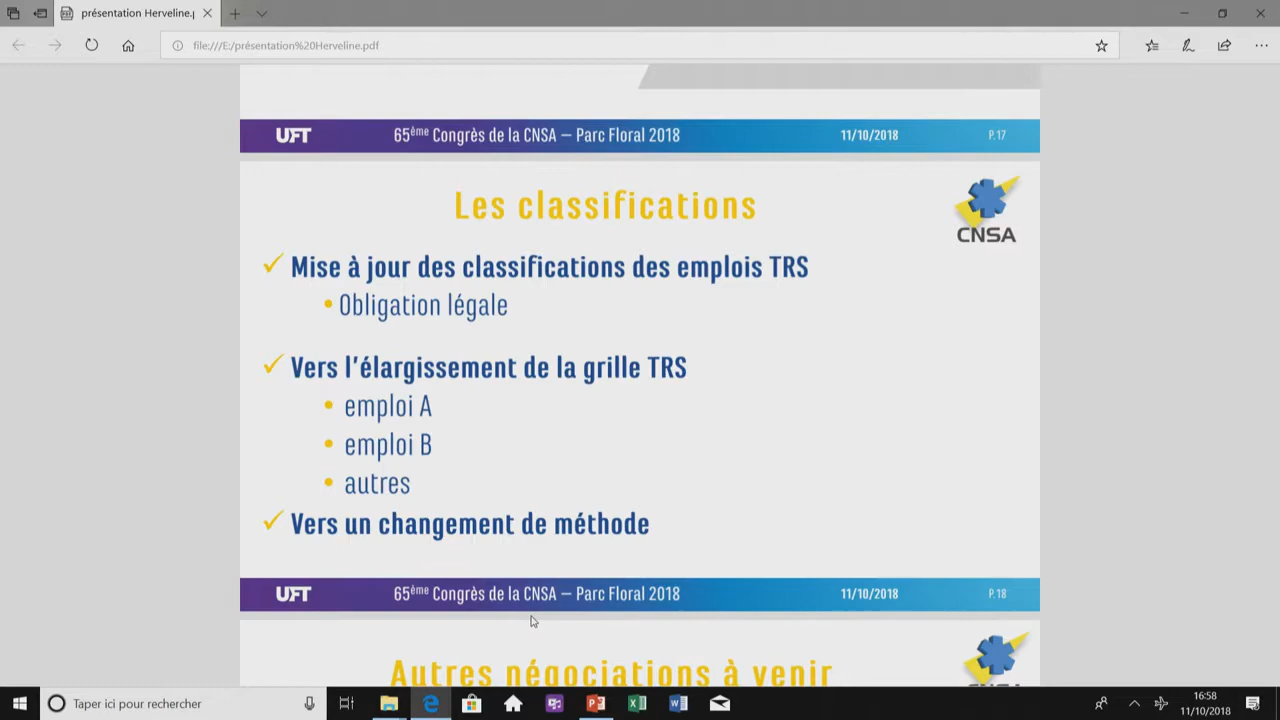 présentation Herveline.p
file:///E:/présentation%20Herveline.pdf
UFT
65ème Congrès de la CNSA – Parc Floral 2018
11/10/2018
P.17
Les classifications
CNSA
Mise à jour des classifications des emplois TRS
• Obligation légale
Vers l'élargissement de la grille TRS
• emploi A
• emploi B
• autres
Vers un changement de méthode
UFT
65ème Congrès de la CNSA – Parc Floral 2018
11/10/2018
P.18
Autres négociations à venir
CNSA
Taper ici pour rechercher
16:58
11/10/2018